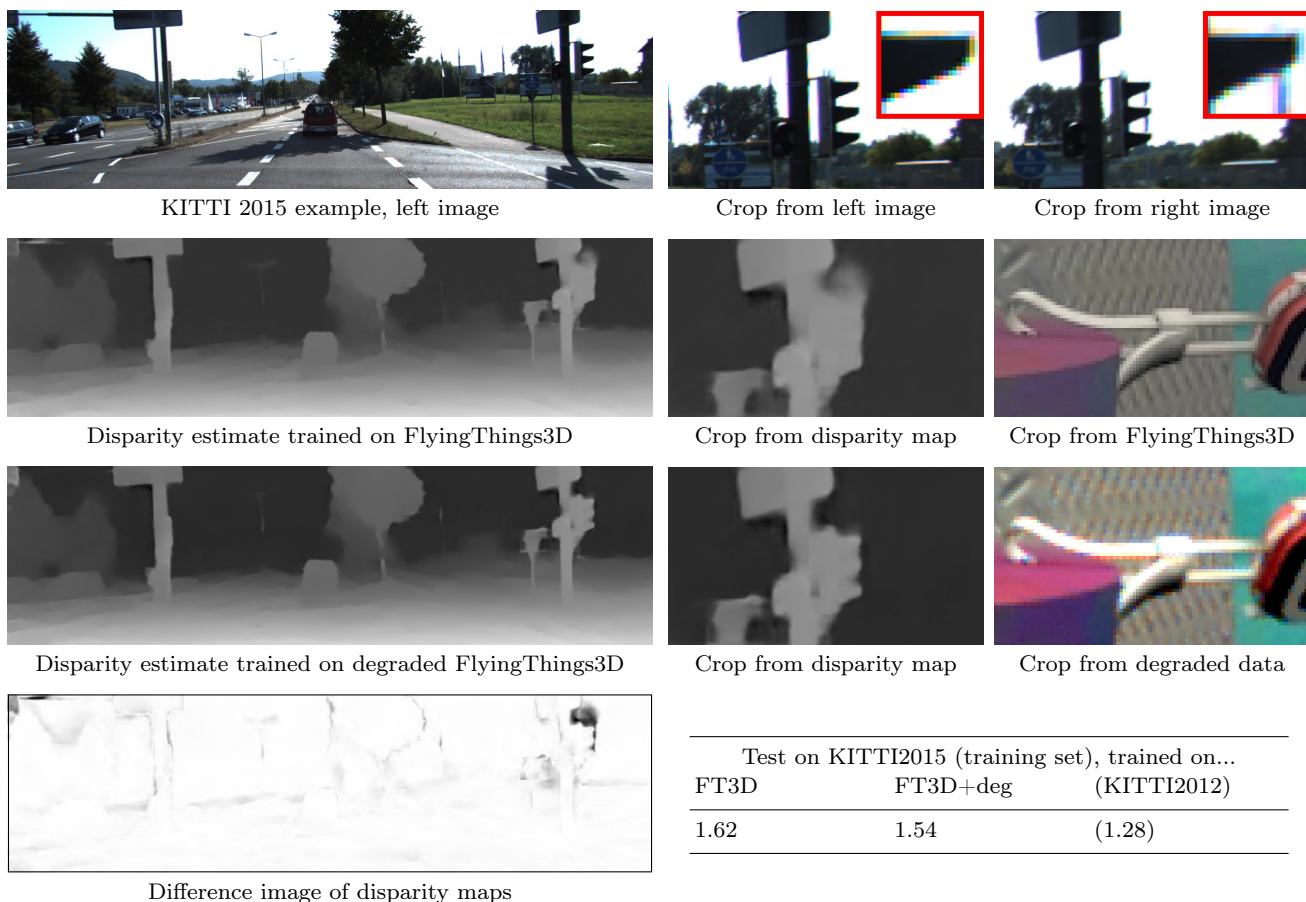 KITTI 2015 example, left image
Crop from left image
Crop from right image
Disparity estimate trained on FlyingThings3D
Crop from disparity map
Crop from FlyingThings3D
Disparity estimate trained on degraded FlyingThings3D
Crop from disparity map
Crop from degraded data
Difference image of disparity maps
Test on KITTI2015 (training set), trained on...
FT3D FT3D+deg (KITTI2012)
1.62 1.54 (1.28)